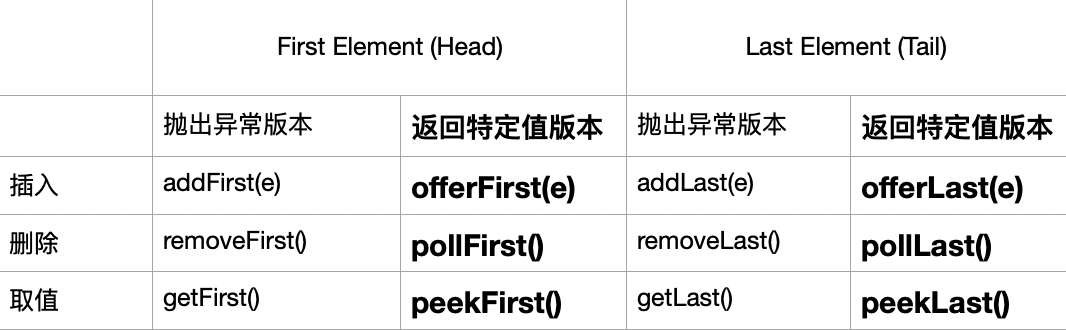 First Element (Head) Last Element (Tail)
抛出异常版本 返回特定值版本 抛出异常版本 返回特定值版本
插入 addFirst(e) offerFirst(e) addLast(e) offerLast(e)
删除 removeFirst() pollFirst() removeLast() pollLast()
取值 getFirst() peekFirst() getLast() peekLast()